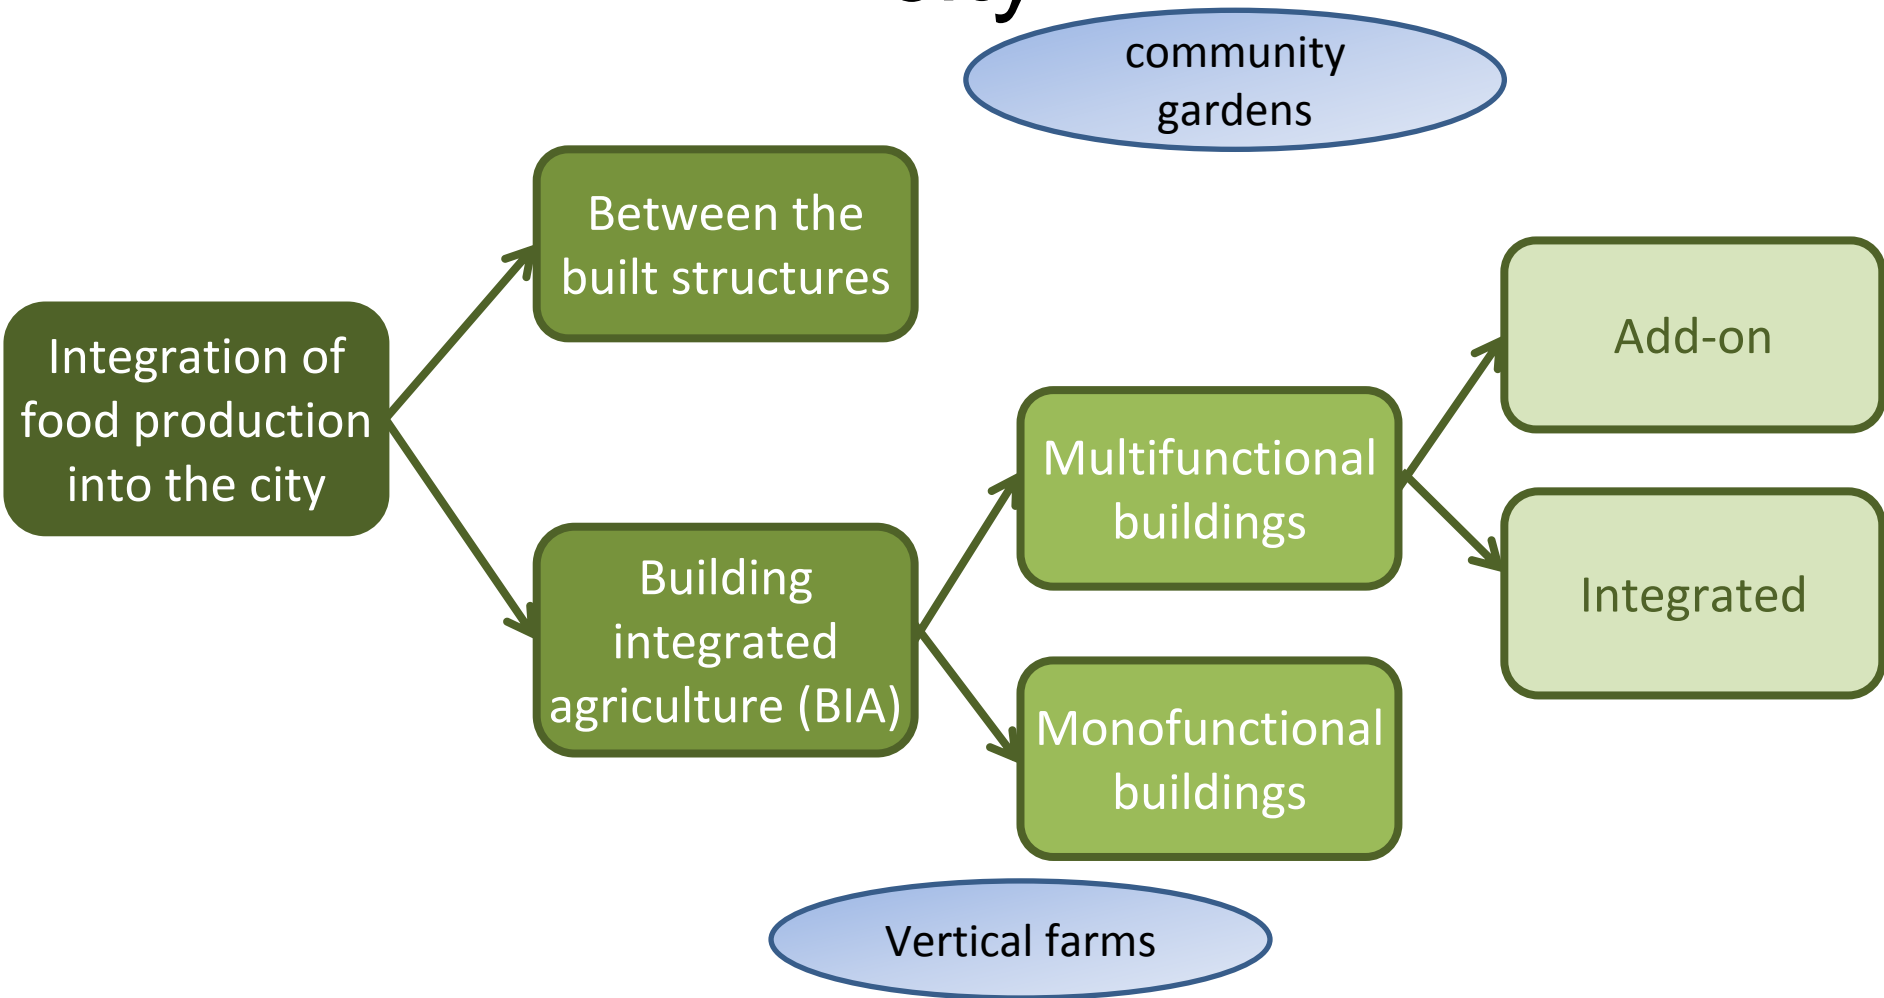 community
gardens
Between the
built structures
Integration of
food production
into the city
Add-on
Multifunctional
buildings
Integrated
Building
integrated
agriculture (BIA)
Monofunctional
buildings
Vertical farms